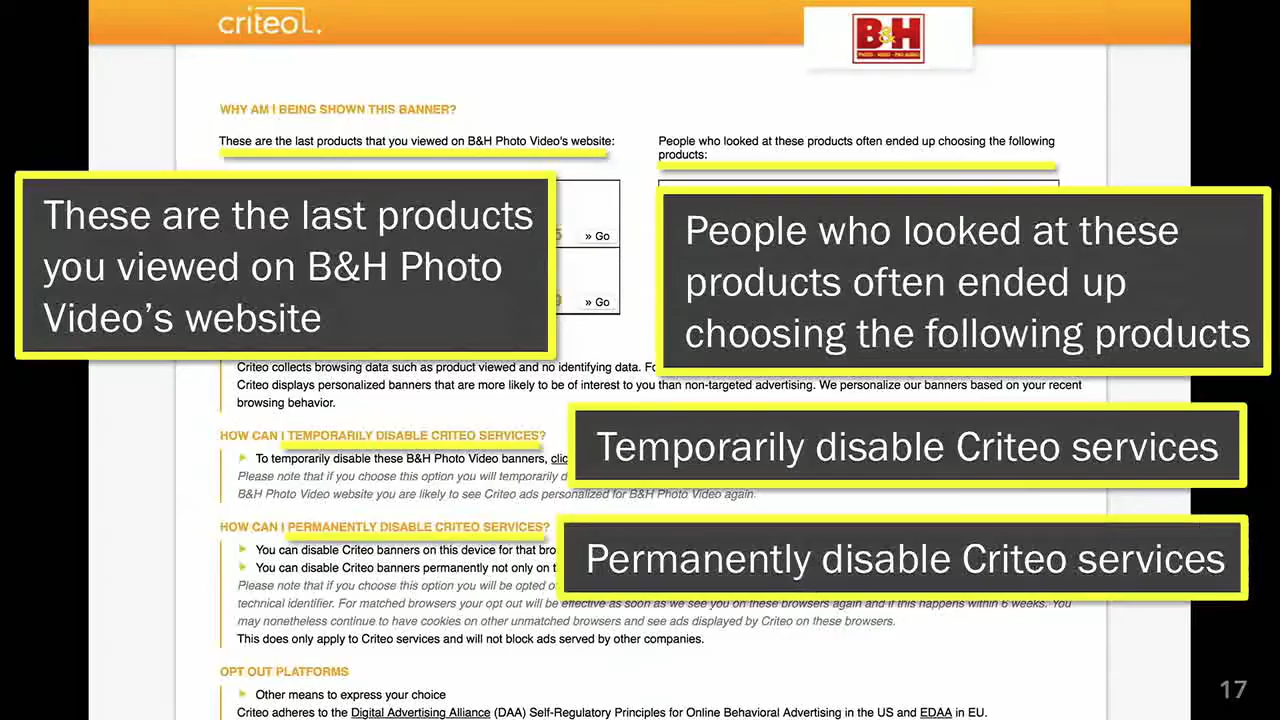 criteo
B&H
PHOTO - VIDEO - PRO AUDIO
WHY AM I BEING SHOWN THIS BANNER?
These are the last products that you viewed on B&H Photo Video's website:
People who looked at these products often ended up choosing the following
products:
» Go
» Go
These are the last products
you viewed on B&H Photo
Video’s website
People who looked at these
products often ended up
choosing the following products
Criteo collects browsing data such as product viewed and no identifying data.
Criteo displays personalized banners that are more likely to be of interest to you than non-targeted advertising. We personalize our banners based on your recent
browsing behavior.
HOW CAN I TEMPORARILY DISABLE CRITEO SERVICES?
To temporarily disable these B&H Photo Video banners,
Please note that if you choose this option you will temporarily
B&H Photo Video website you are likely to see Criteo ads personalized for B&H Photo Video again.
Temporarily disable Criteo services
HOW CAN I PERMANENTLY DISABLE CRITEO SERVICES?
You can disable Criteo banners on this device for that
You can disable Criteo banners permanently not only on
Please note that if you choose this option you will be opted
technical identifier. For matched browsers your opt out will be effective as soon as we see you on these browsers again and if this happens within 6 weeks. You
may nonetheless continue to have cookies on other unmatched browsers and see ads displayed by Criteo on these browsers.
This does only apply to Criteo services and will not block ads served by other companies.
Permanently disable Criteo services
OPT OUT PLATFORMS
Other means to express your choice
Criteo adheres to the Digital Advertising Alliance (DAA) Self-Regulatory Principles for Online Behavioral Advertising in the US and EDAA in EU.
17